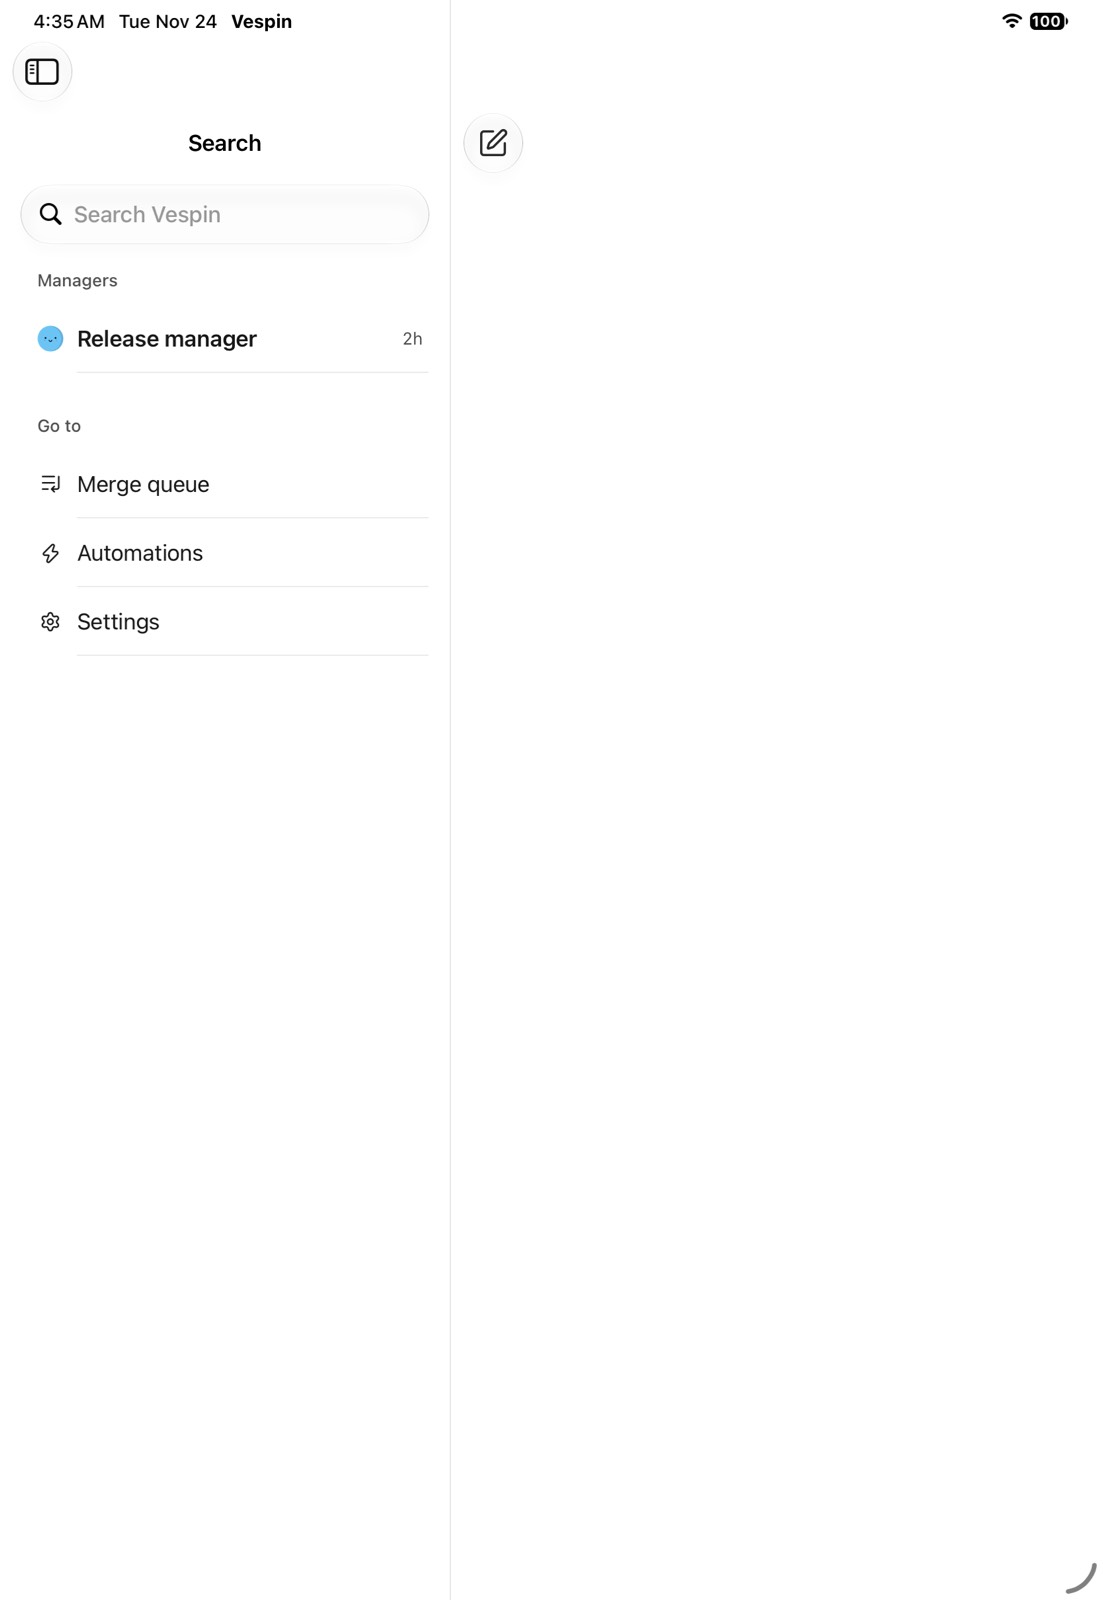 4:35 AM Tue Nov 24 Vespin
100
Search
Search Vespin
Managers
Release manager 2h
Go to
Merge queue
Automations
Settings